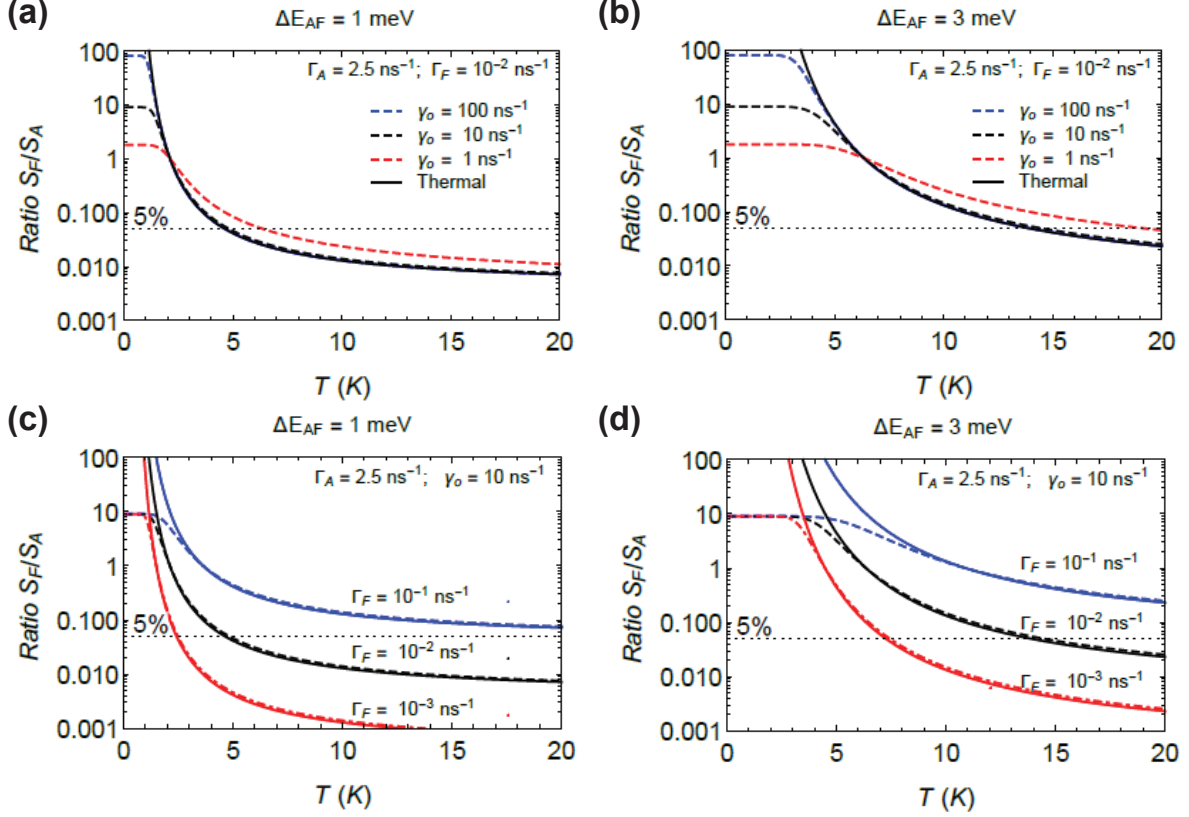 (a)
ΔE_AF = 1 meV
Γ_A = 2.5 ns⁻¹; Γ_F = 10⁻² ns⁻¹
γ_o = 100 ns⁻¹
γ_o = 10 ns⁻¹
γ_o = 1 ns⁻¹
Thermal
Ratio S_F/S_A
100
10
1
0.100
0.010
0.001
5%
0 5 10 15 20
T (K)
(b)
ΔE_AF = 3 meV
Γ_A = 2.5 ns⁻¹; Γ_F = 10⁻² ns⁻¹
γ_o = 100 ns⁻¹
γ_o = 10 ns⁻¹
γ_o = 1 ns⁻¹
Thermal
Ratio S_F/S_A
100
10
1
0.100
0.010
0.001
5%
0 5 10 15 20
T (K)
(c)
ΔE_AF = 1 meV
Γ_A = 2.5 ns⁻¹; γ_o = 10 ns⁻¹
Ratio S_F/S_A
100
10
1
0.100
0.010
0.001
5%
Γ_F = 10⁻¹ ns⁻¹
Γ_F = 10⁻² ns⁻¹
Γ_F = 10⁻³ ns⁻¹
0 5 10 15 20
T (K)
(d)
ΔE_AF = 3 meV
Γ_A = 2.5 ns⁻¹; γ_o = 10 ns⁻¹
Ratio S_F/S_A
100
10
1
0.100
0.010
0.001
5%
Γ_F = 10⁻¹ ns⁻¹
Γ_F = 10⁻² ns⁻¹
Γ_F = 10⁻³ ns⁻¹
0 5 10 15 20
T (K)